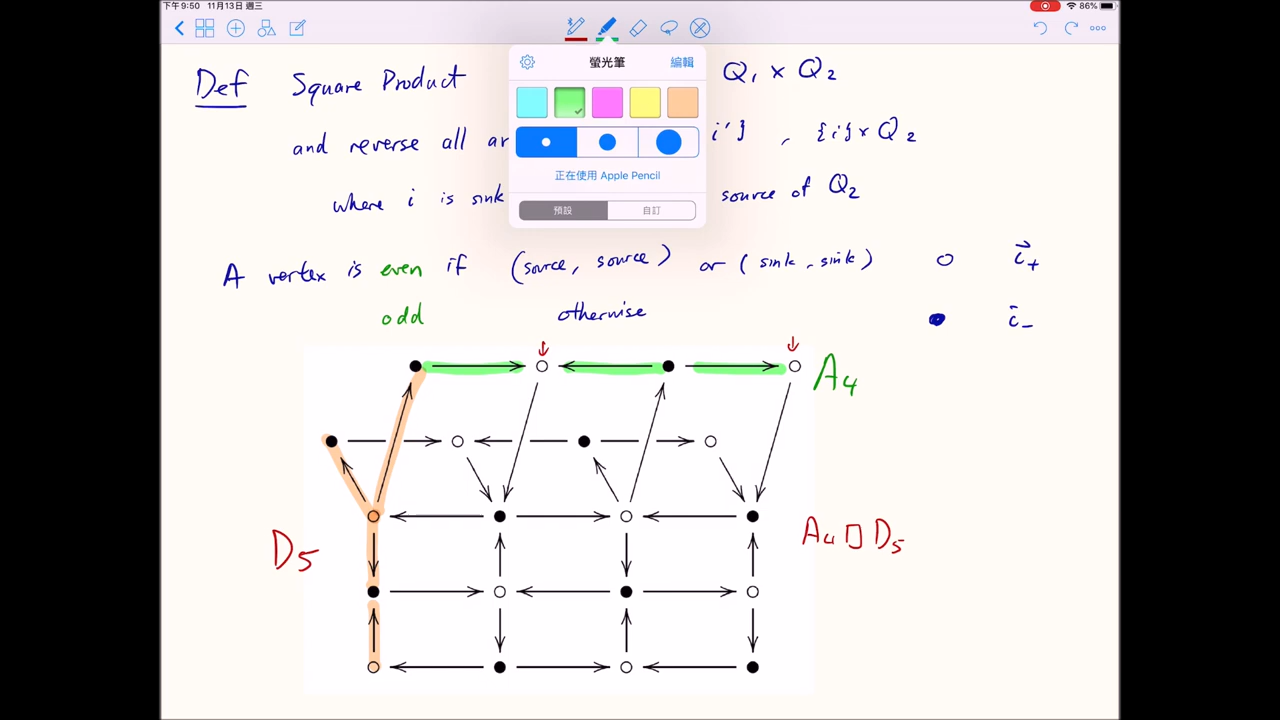 下午9:50 11月13日 週三 86%
螢光筆 編輯
正在使用 Apple Pencil
預設 自訂
Def Square Product Q₁ × Q₂
and reverse all ar i'} , {i} × Q₂
where i is sink source of Q₂
A vertex is even if (source, source) or (sink, sink)
odd otherwise
A₄
D₅
A₄ □ D₅